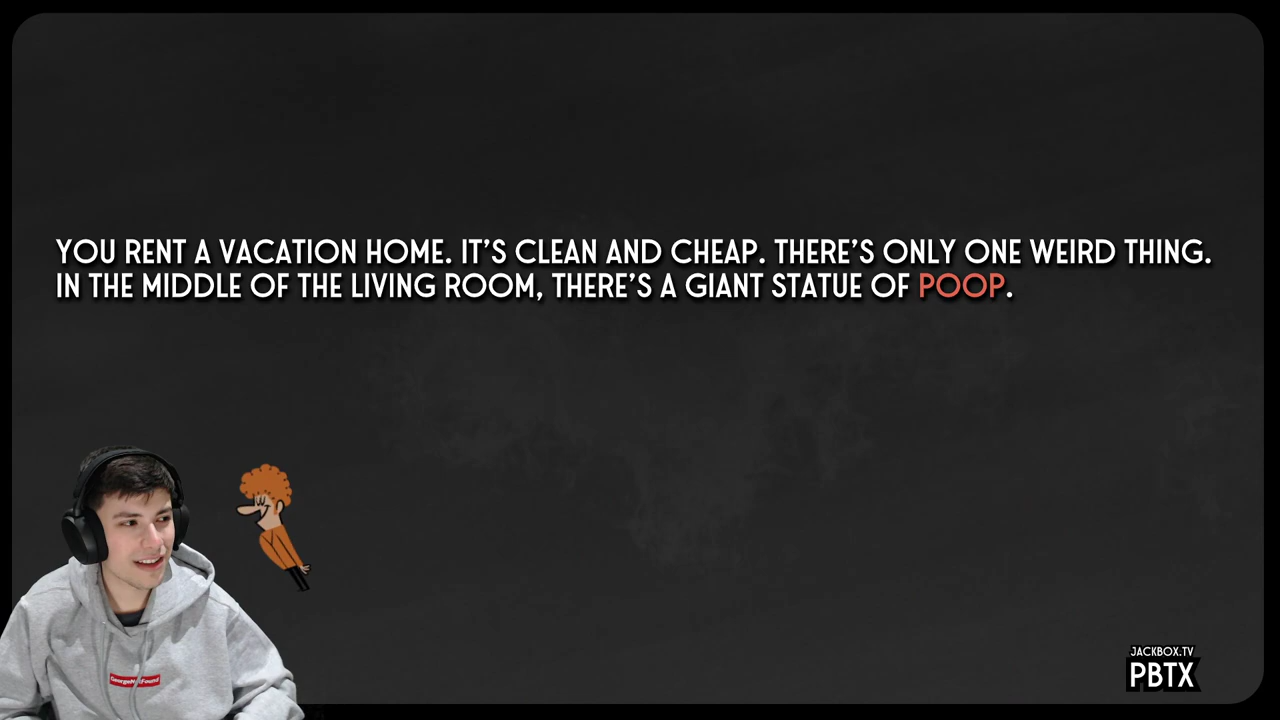 YOU RENT A VACATION HOME. IT'S CLEAN AND CHEAP. THERE'S ONLY ONE WEIRD THING.
IN THE MIDDLE OF THE LIVING ROOM, THERE'S A GIANT STATUE OF POOP.
JACKBOX.TV
PBTX
GeorgeNotFound